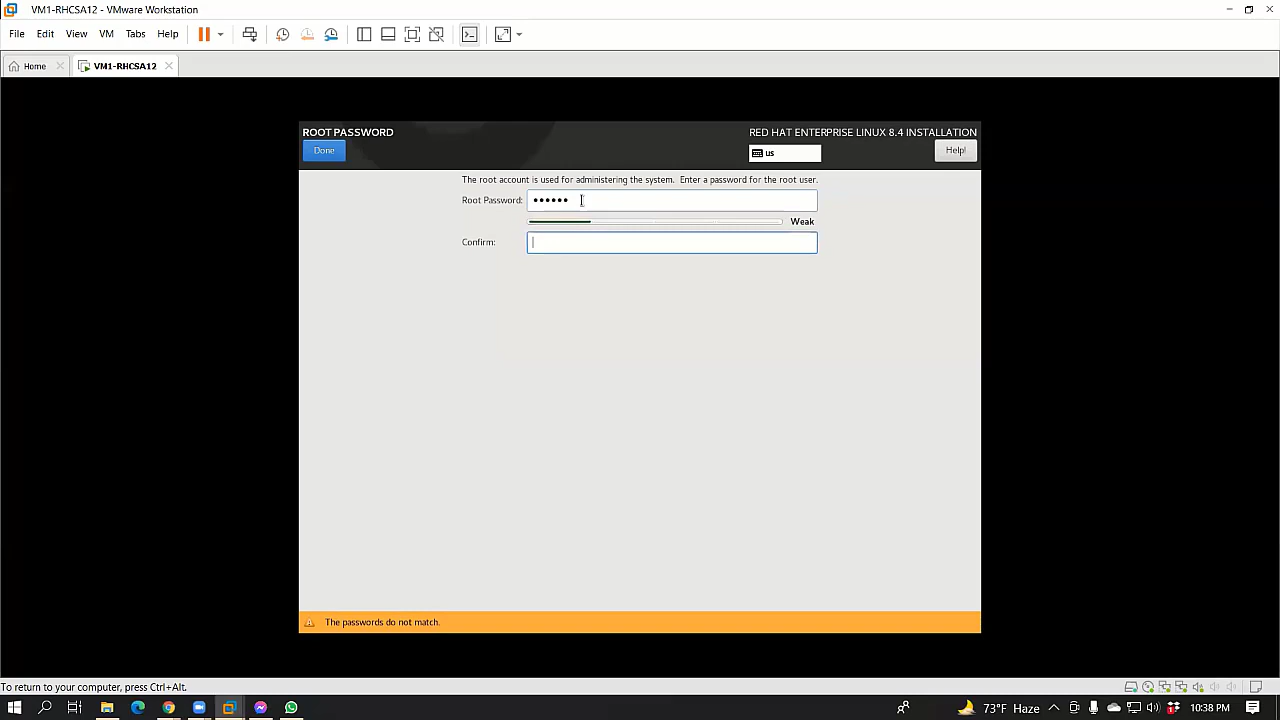 VM1-RHCSA12 - VMware Workstation
File Edit View VM Tabs Help
Home VM1-RHCSA12
ROOT PASSWORD
RED HAT ENTERPRISE LINUX 8.4 INSTALLATION
Done
us
Help!
The root account is used for administering the system. Enter a password for the root user.
Root Password: ••••••
Weak
Confirm:
The passwords do not match.
To return to your computer, press Ctrl+Alt.
73°F Haze
10:38 PM